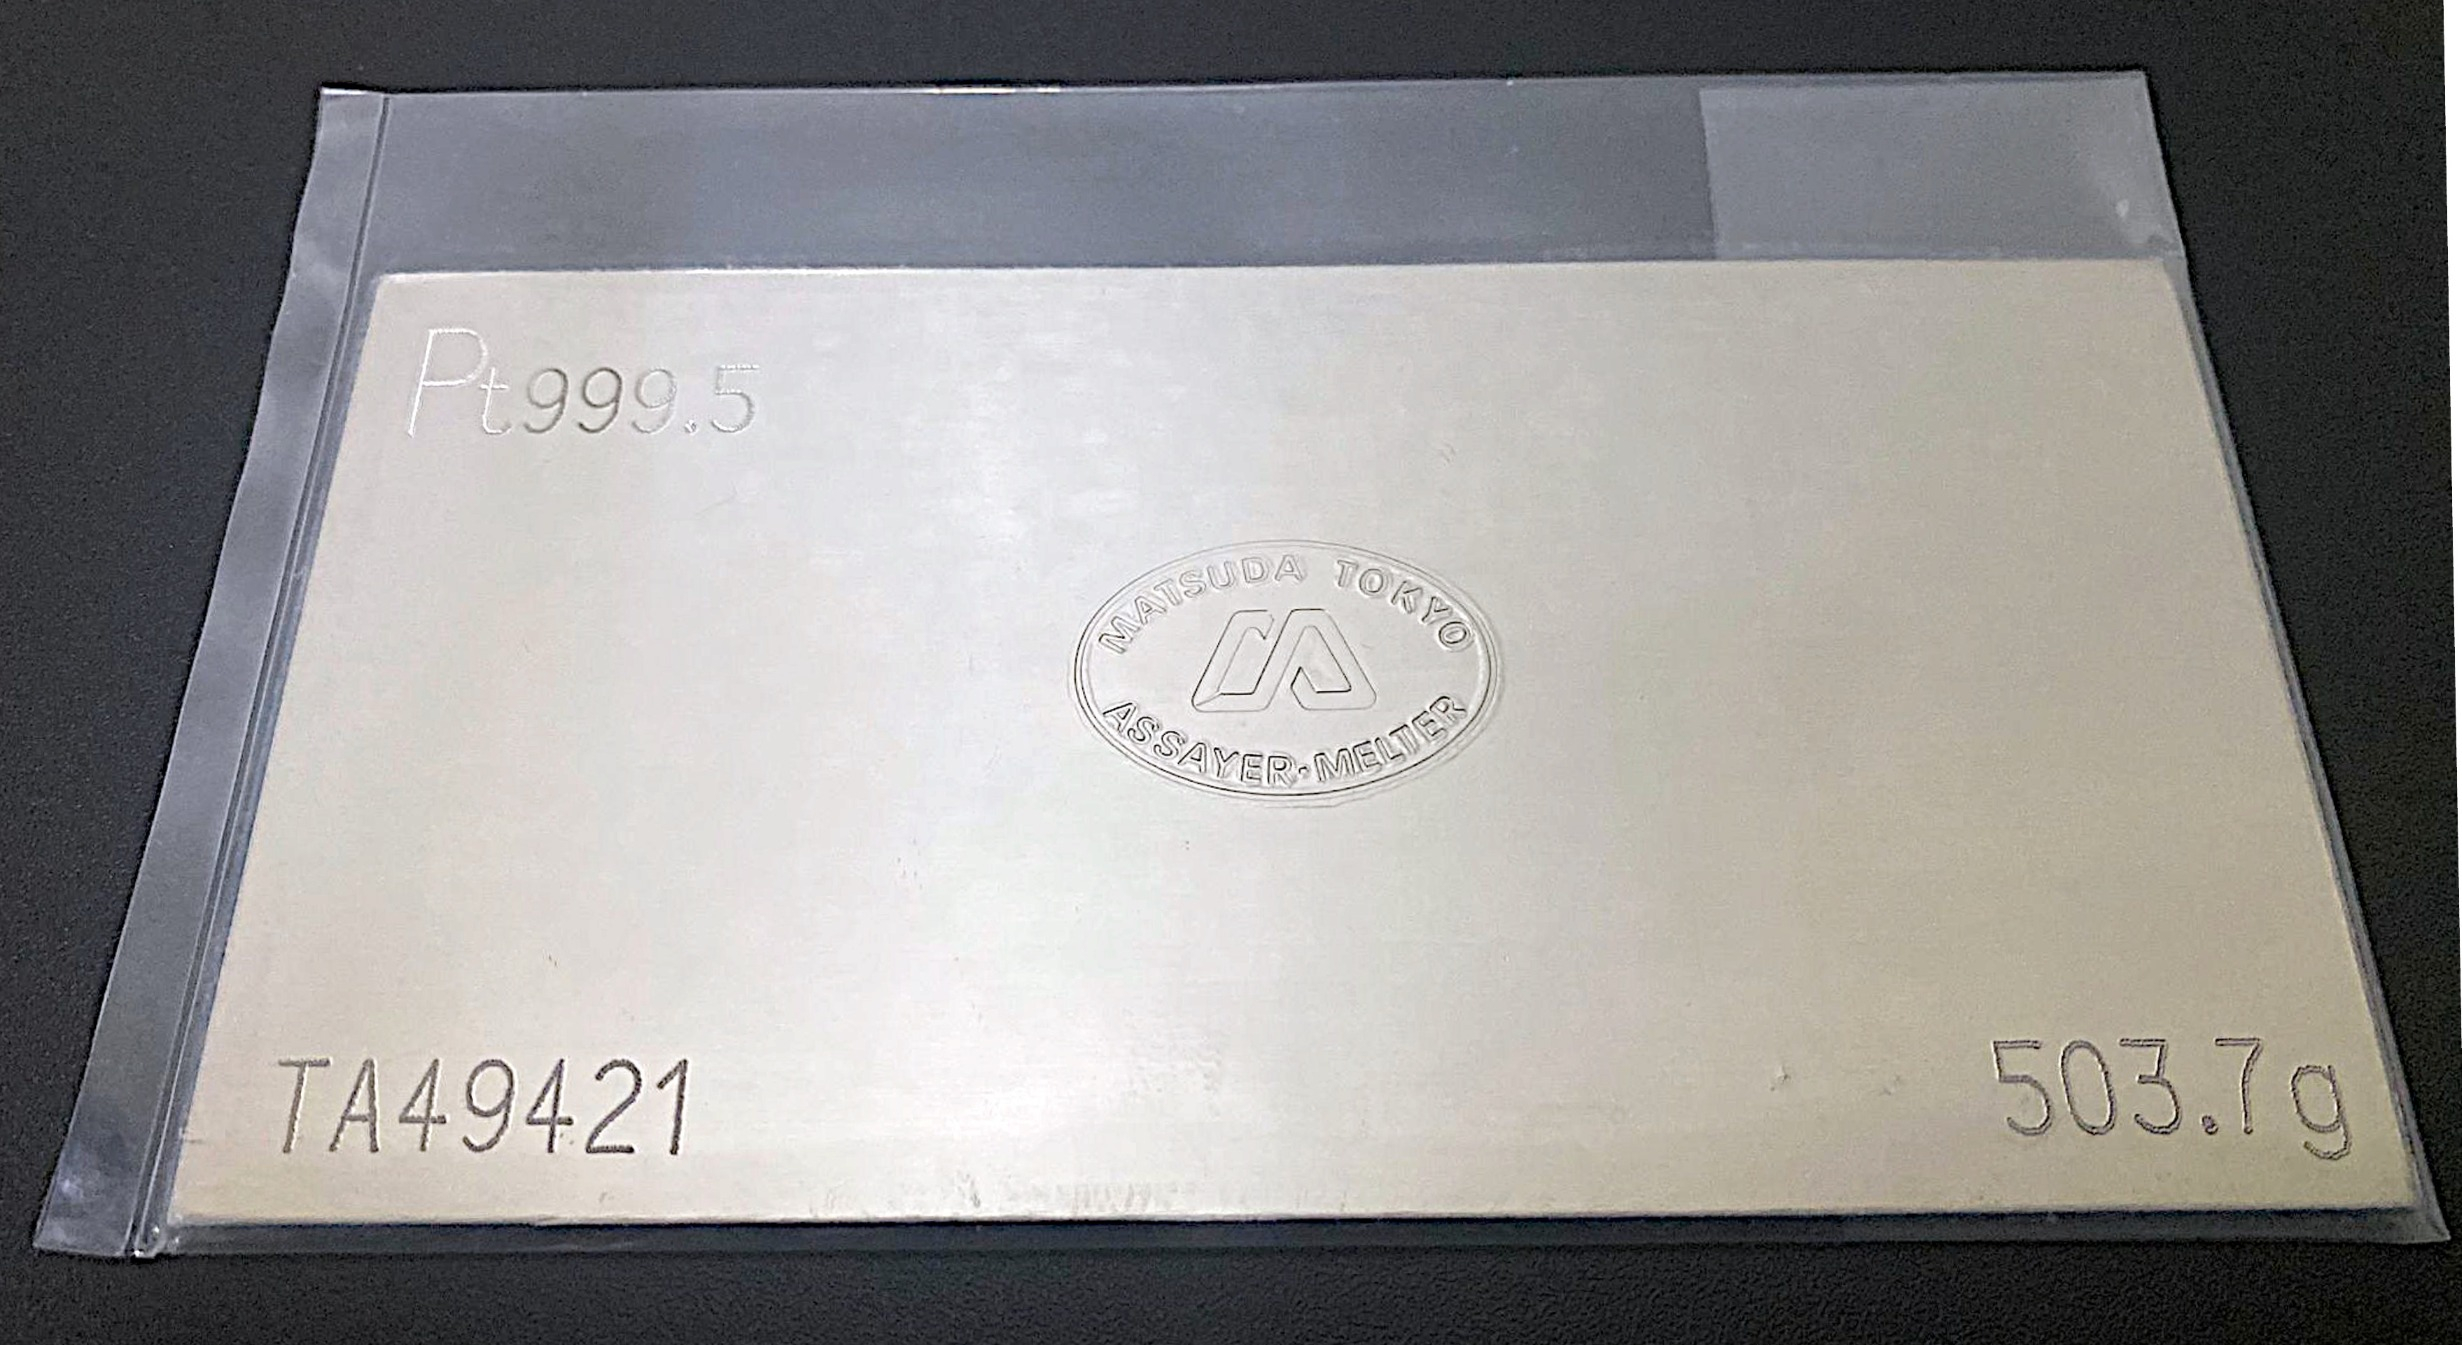 Pt999.5
MATSUDA TOKYO
ASSAYER·MELTER
TA49421
503.7g